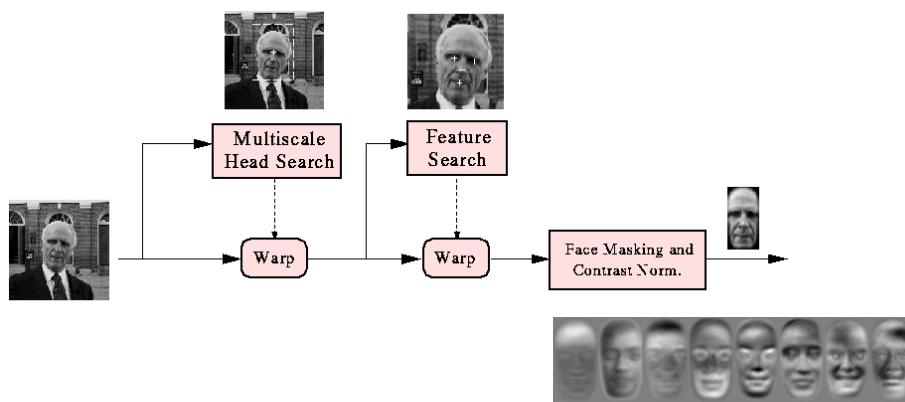 Multiscale
Head Search
Feature
Search
Warp
Warp
Face Masking and
Contrast Norm.